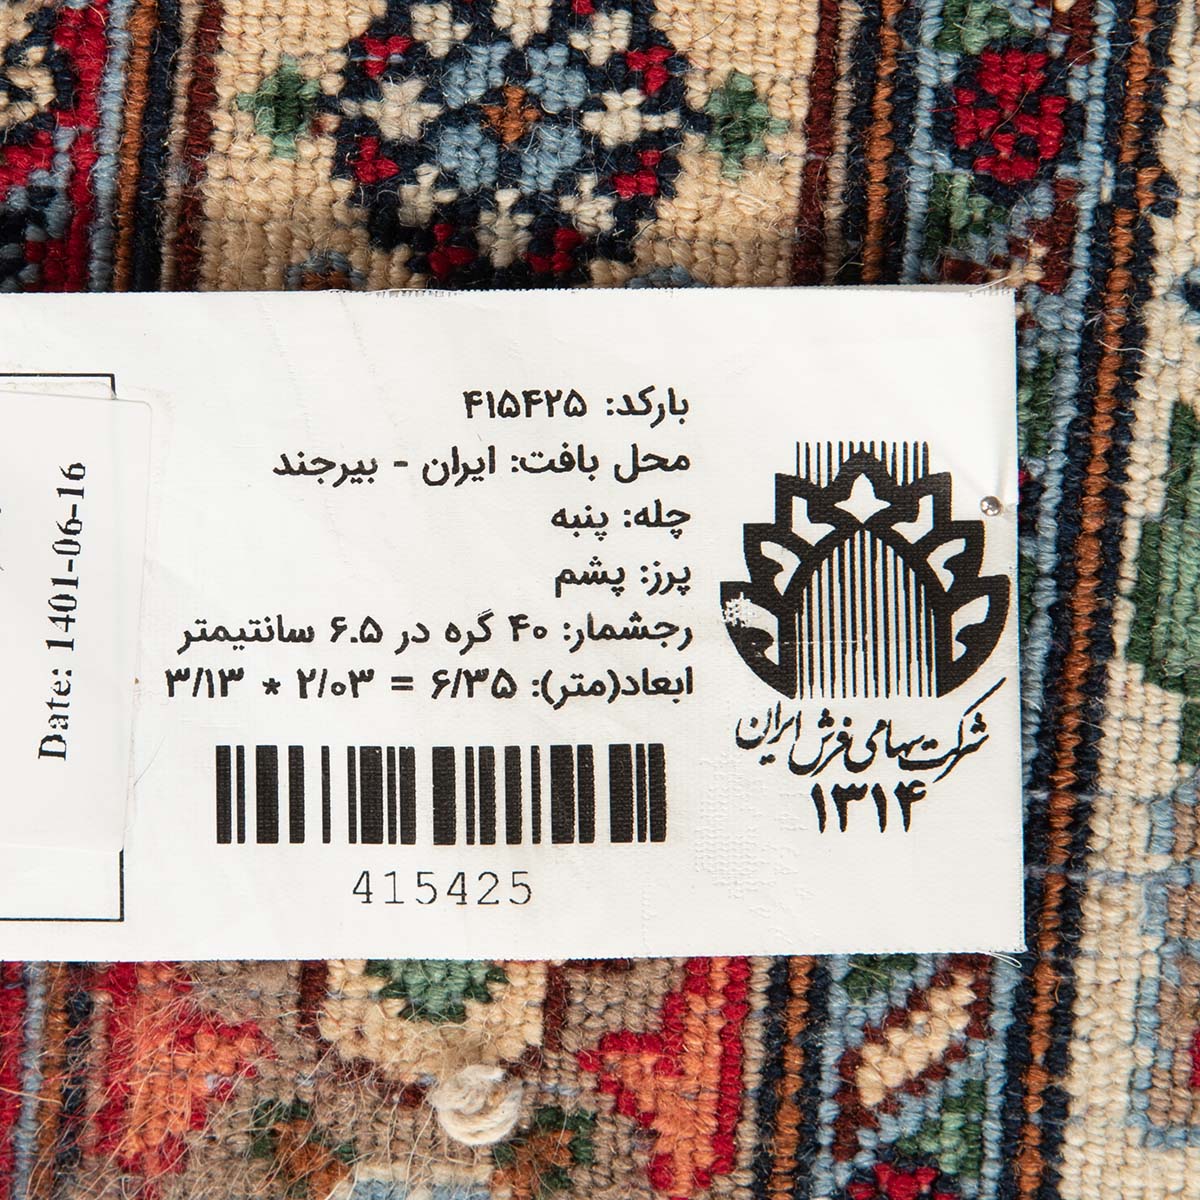 بارکد: ۴۱۵۴۲۵
محل بافت: ایران - بیرجند
چله: پنبه
پرز: پشم
رجشمار: ۴۰ گره در ۶.۵ سانتیمتر
ابعاد(متر): ۳/۱۳ * ۲/۰۳ = ۶/۳۵
415425
شرکت سهامی فرش ایران
۱۳۱۴
Date: 1401-06-16